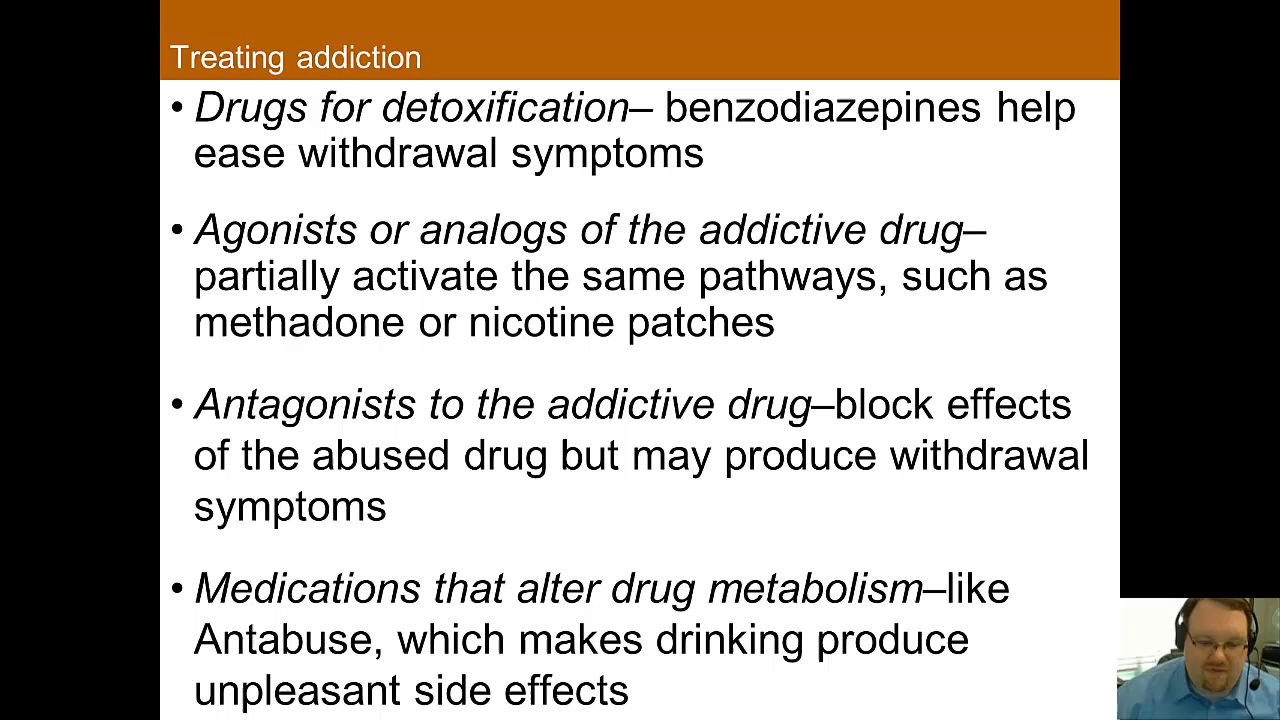 Treating addiction
• Drugs for detoxification– benzodiazepines help
ease withdrawal symptoms
• Agonists or analogs of the addictive drug–
partially activate the same pathways, such as
methadone or nicotine patches
• Antagonists to the addictive drug–block effects
of the abused drug but may produce withdrawal
symptoms
• Medications that alter drug metabolism–like
Antabuse, which makes drinking produce
unpleasant side effects